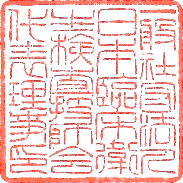 一般社団法人
日本臨床衛
生検査技師会
代表理事印